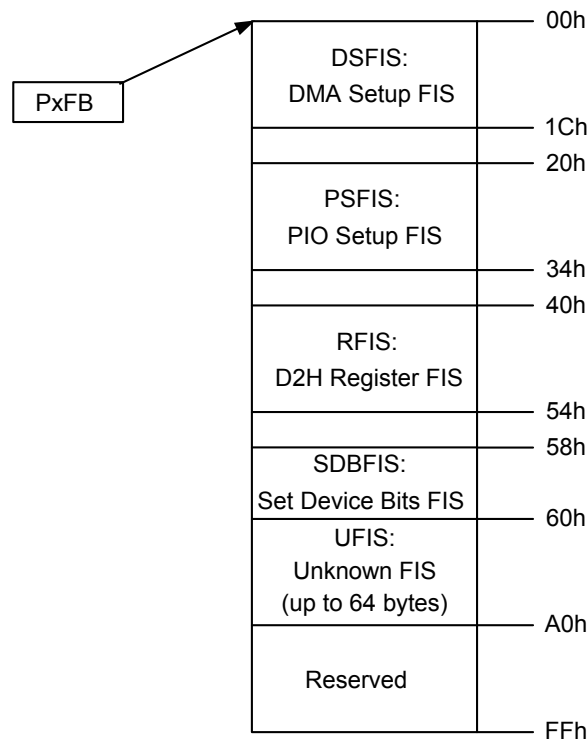 00h
DSFIS:
DMA Setup FIS
PxFB
1Ch
20h
PSFIS:
PIO Setup FIS
34h
40h
RFIS:
D2H Register FIS
54h
58h
SDBFIS:
Set Device Bits FIS
60h
UFIS:
Unknown FIS
(up to 64 bytes)
A0h
Reserved
FFh